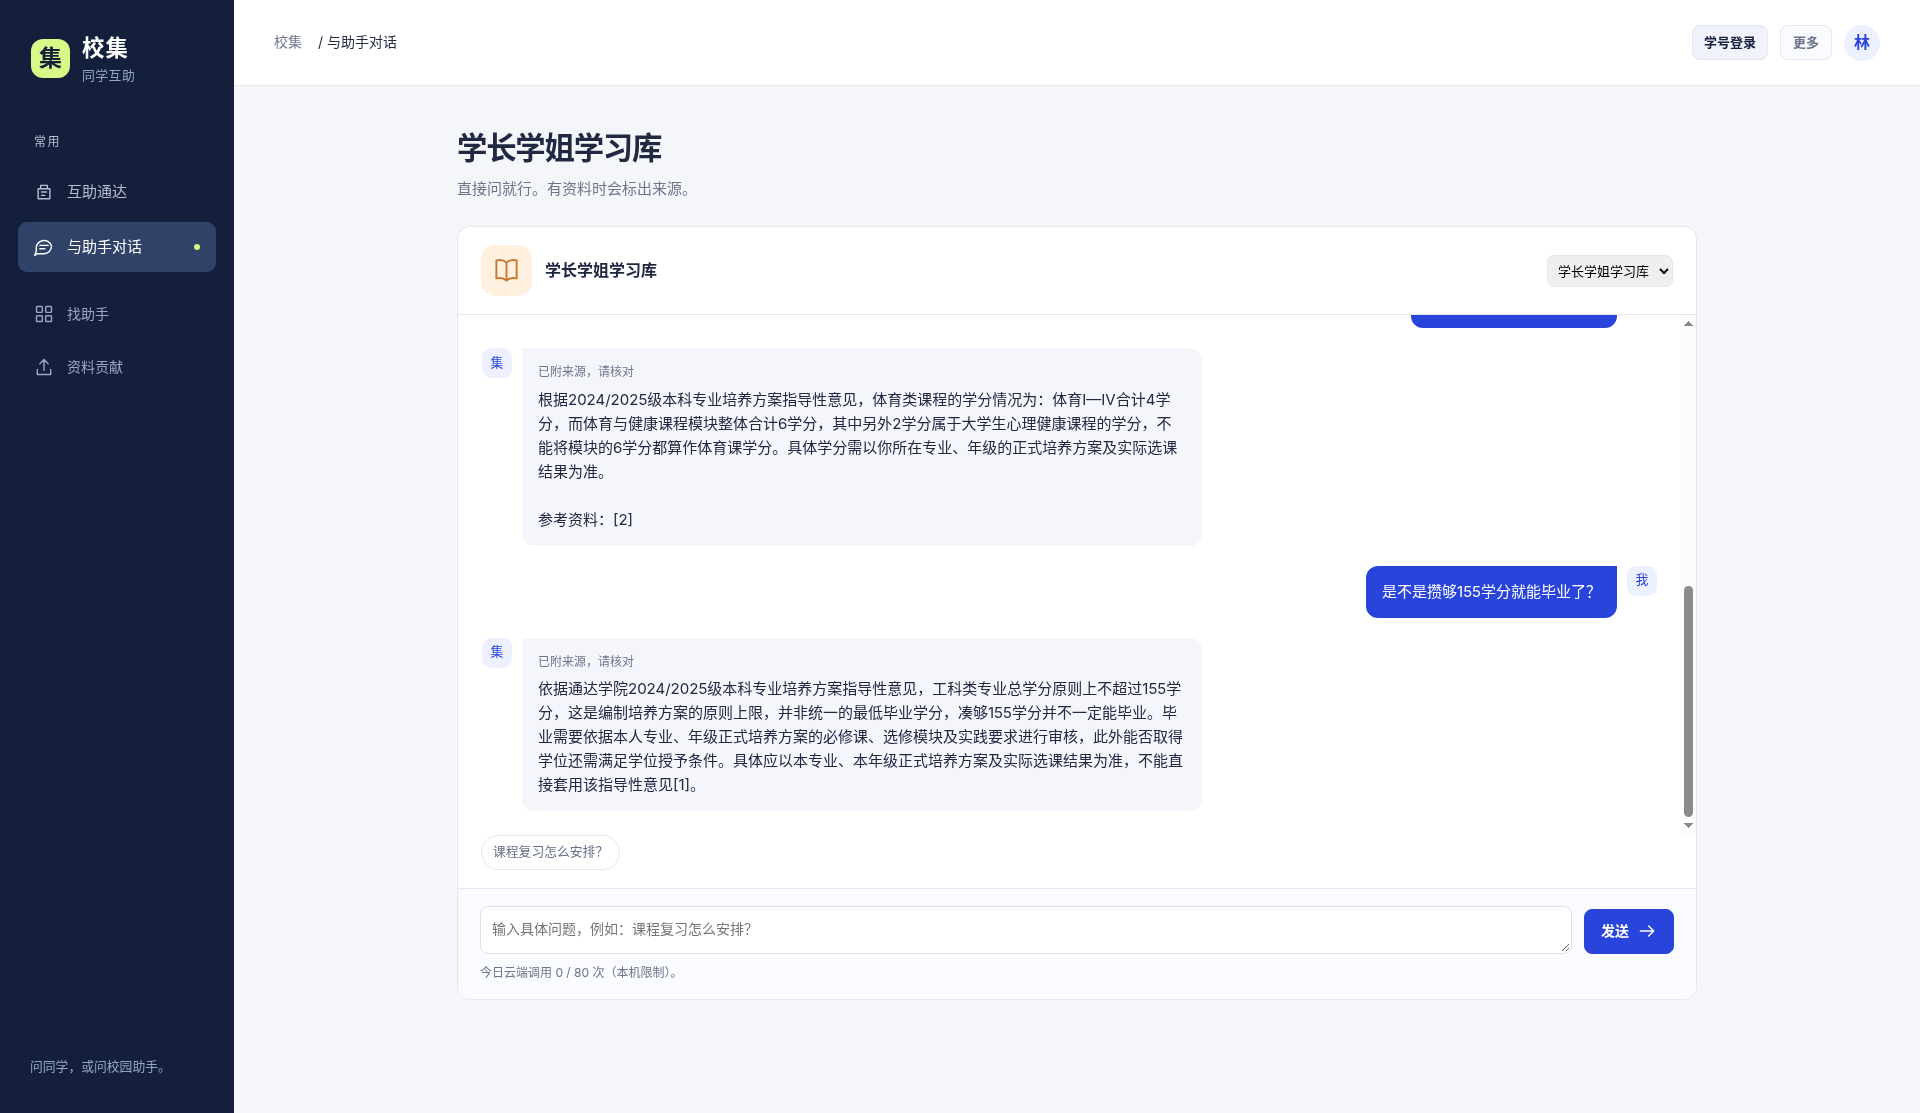 集
校集
同学互助
常用
互助通达
与助手对话
找助手
资料贡献
问同学，或问校园助手。
校集 / 与助手对话
学号登录
更多
林
学长学姐学习库
直接问就行。有资料时会标出来源。
学长学姐学习库
学长学姐学习库
集
已附来源，请核对
根据2024/2025级本科专业培养方案指导性意见，体育类课程的学分情况为：体育I—IV合计4学
分，而体育与健康课程模块整体合计6学分，其中另外2学分属于大学生心理健康课程的学分，不
能将模块的6学分都算作体育课学分。具体学分需以你所在专业、年级的正式培养方案及实际选课
结果为准。
参考资料：[2]
是不是攒够155学分就能毕业了？
我
集
已附来源，请核对
依据通达学院2024/2025级本科专业培养方案指导性意见，工科类专业总学分原则上不超过155学
分，这是编制培养方案的原则上限，并非统一的最低毕业学分，凑够155学分并不一定能毕业。毕
业需要依据本人专业、年级正式培养方案的必修课、选修模块及实践要求进行审核，此外能否取得
学位还需满足学位授予条件。具体应以本专业、本年级正式培养方案及实际选课结果为准，不能直
接套用该指导性意见[1]。
课程复习怎么安排？
输入具体问题，例如：课程复习怎么安排？
发送
今日云端调用 0 / 80 次（本机限制）。